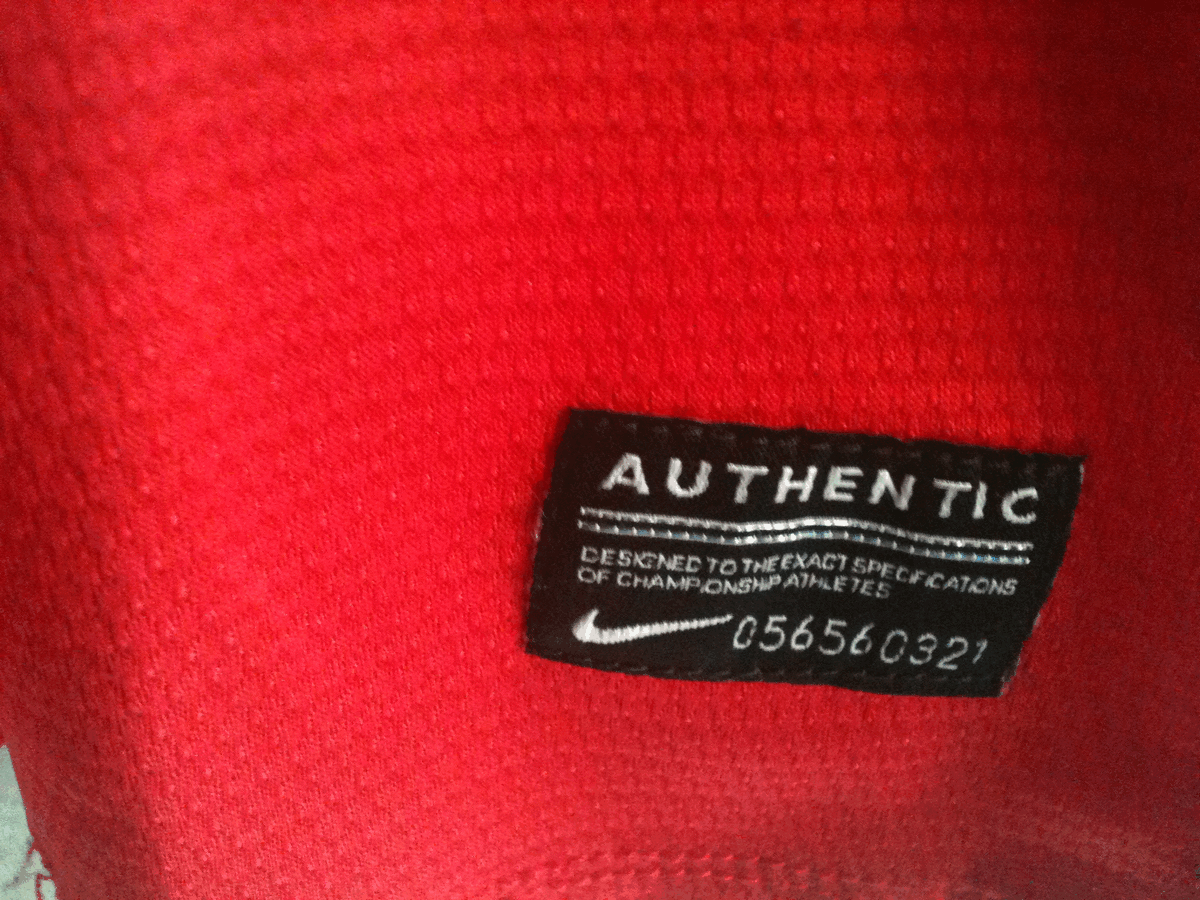 AUTHENTIC
DESIGNED TO THE EXACT SPECIFICATIONS
OF CHAMPIONSHIP ATHLETES
056560321